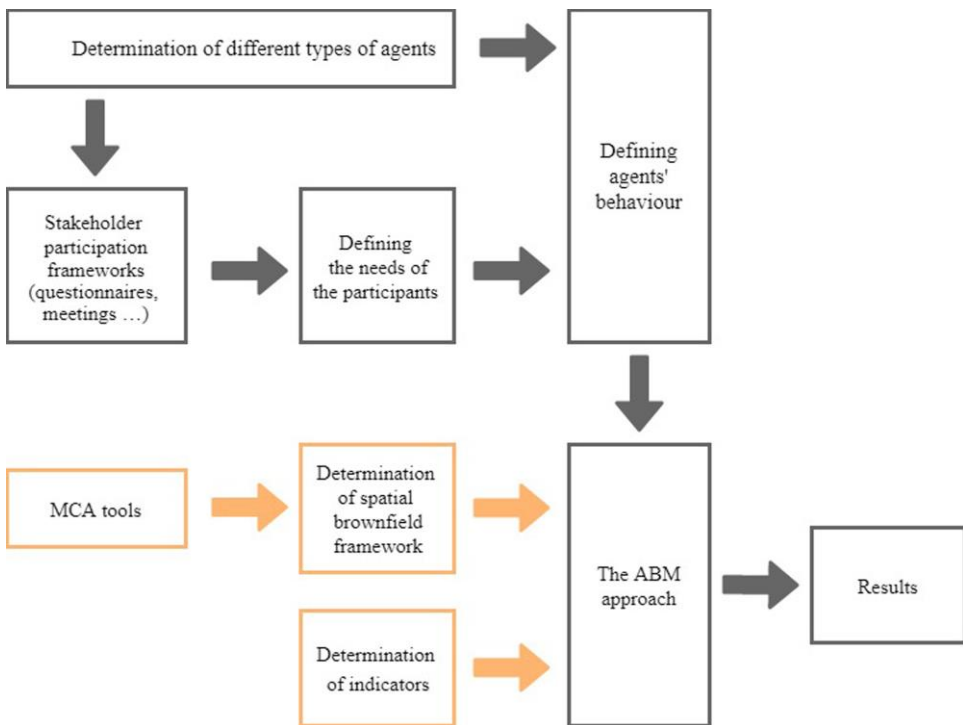 Determination of different types of agents
Defining
agents'
behaviour
Stakeholder
participation
frameworks
(questionnaires,
meetings …)
Defining
the needs of
the participants
MCA tools
Determination
of spatial
brownfield
framework
The ABM
approach
Results
Determination
of indicators